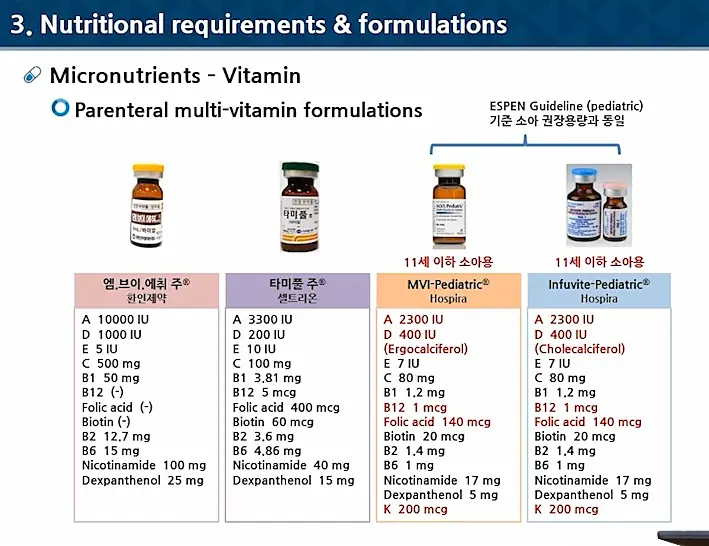 3. Nutritional requirements & formulations
Micronutrients - Vitamin
Parenteral multi-vitamin formulations
ESPEN Guideline (pediatric)
기준 소아 권장용량과 동일
타미풀
M.V.I. Pediatric
11세 이하 소아용
11세 이하 소아용
엠.브이.에취 주®
환인제약
A 10000 IU
D 1000 IU
E 5 IU
C 500 mg
B1 50 mg
B12 (-)
Folic acid (-)
Biotin (-)
B2 12.7 mg
B6 15 mg
Nicotinamide 100 mg
Dexpanthenol 25 mg
타미풀 주®
셀트리온
A 3300 IU
D 200 IU
E 10 IU
C 100 mg
B1 3.81 mg
B12 5 mcg
Folic acid 400 mcg
Biotin 60 mcg
B2 3.6 mg
B6 4.86 mg
Nicotinamide 40 mg
Dexpanthenol 15 mg
MVI-Pediatric®
Hospira
A 2300 IU
D 400 IU
(Ergocalciferol)
E 7 IU
C 80 mg
B1 1.2 mg
B12 1 mcg
Folic acid 140 mcg
Biotin 20 mcg
B2 1.4 mg
B6 1 mg
Nicotinamide 17 mg
Dexpanthenol 5 mg
K 200 mcg
Infuvite-Pediatric®
Hospira
A 2300 IU
D 400 IU
(Cholecalciferol)
E 7 IU
C 80 mg
B1 1.2 mg
B12 1 mcg
Folic acid 140 mcg
Biotin 20 mcg
B2 1.4 mg
B6 1 mg
Nicotinamide 17 mg
Dexpanthenol 5 mg
K 200 mcg